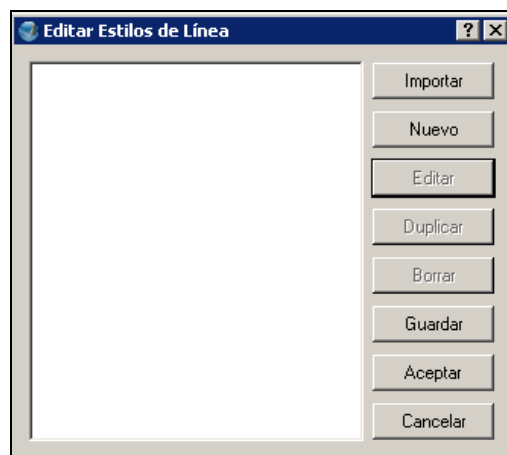 Editar Estilos de Línea
Importar
Nuevo
Editar
Duplicar
Borrar
Guardar
Aceptar
Cancelar